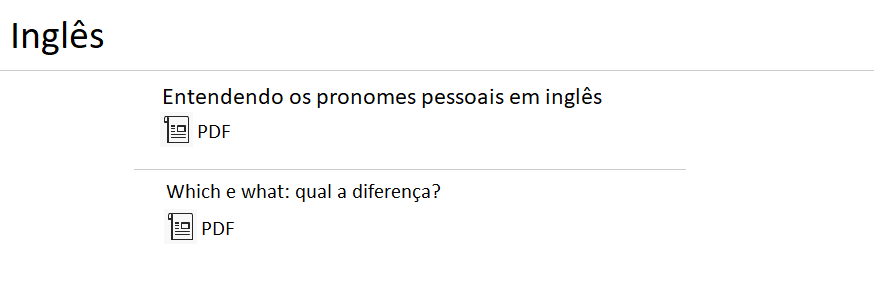 Inglês
Entendendo os pronomes pessoais em inglês
PDF
Which e what: qual a diferença?
PDF